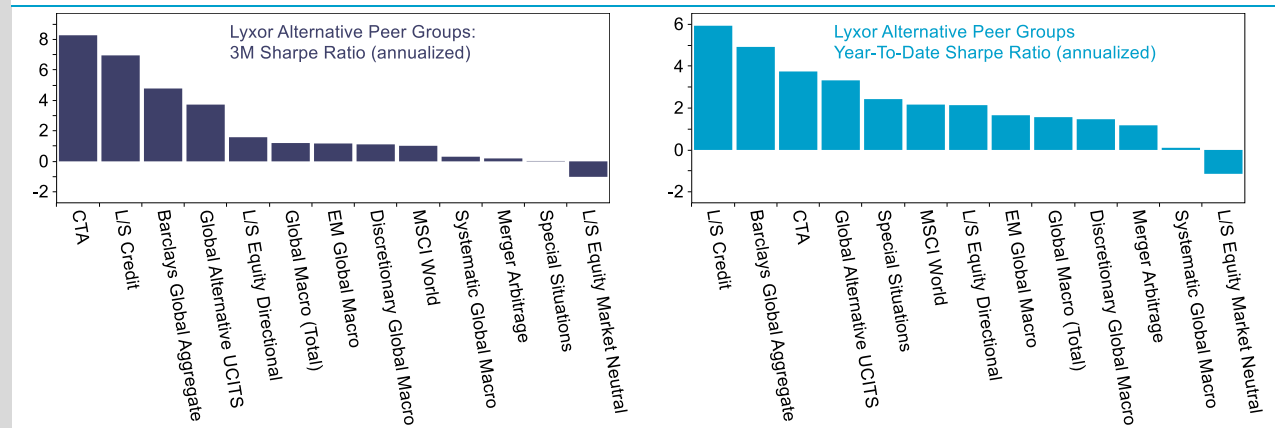 Lyxor Alternative Peer Groups:
3M Sharpe Ratio (annualized)
8
6
4
2
0
-2
CTA
L/S Credit
Barclays Global Aggregate
Global Alternative UCITS
L/S Equity Directional
Global Macro (Total)
EM Global Macro
Discretionary Global Macro
MSCI World
Systematic Global Macro
Merger Arbitrage
Special Situations
L/S Equity Market Neutral
Lyxor Alternative Peer Groups
Year-To-Date Sharpe Ratio (annualized)
6
4
2
0
-2
L/S Credit
Barclays Global Aggregate
CTA
Global Alternative UCITS
Special Situations
MSCI World
L/S Equity Directional
EM Global Macro
Global Macro (Total)
Discretionary Global Macro
Merger Arbitrage
Systematic Global Macro
L/S Equity Market Neutral